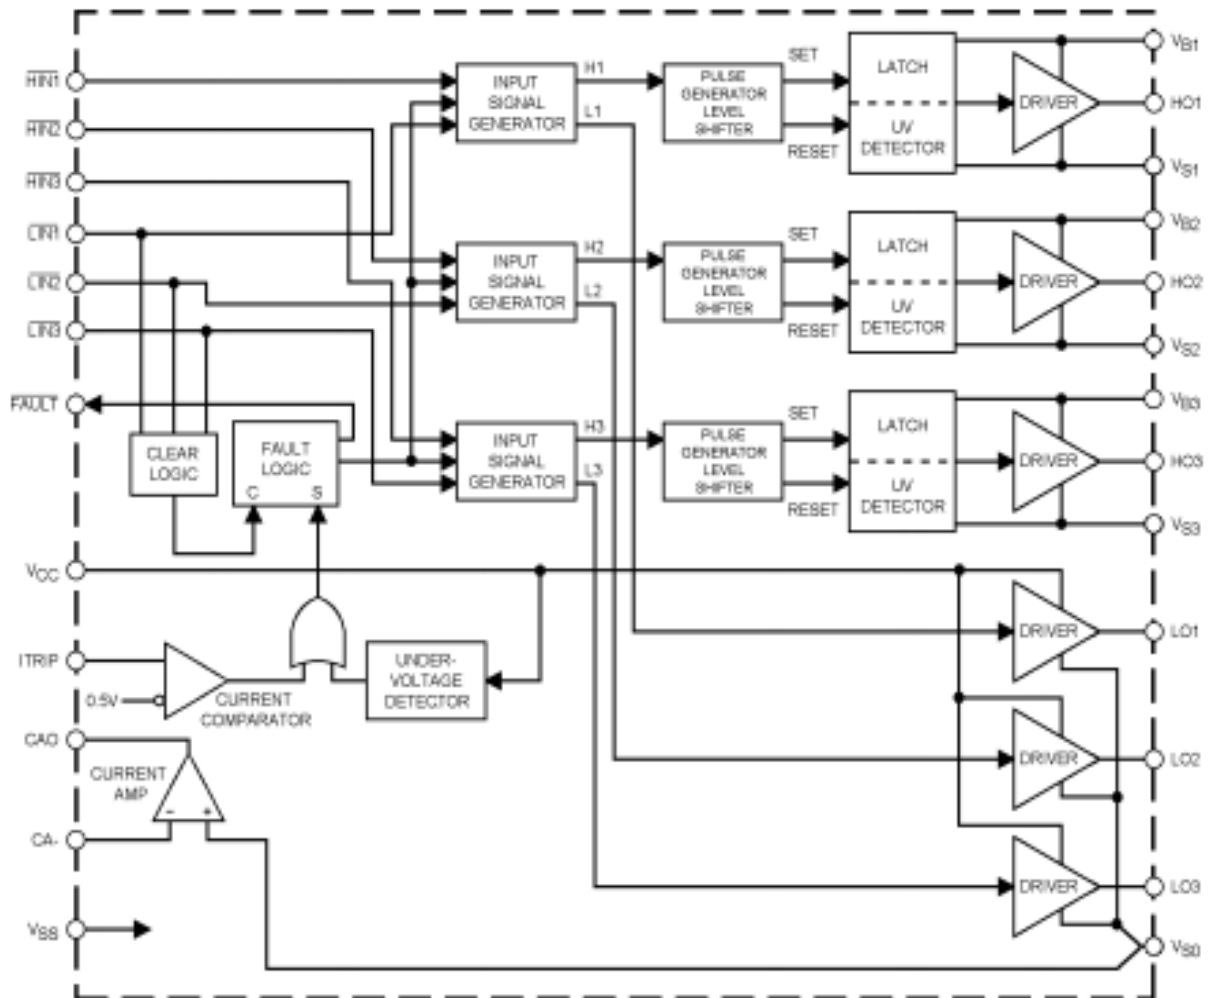 HIN1
HIN2
HIN3
LIN1
LIN2
LIN3
FAULT
VCC
ITRIP
0.5V
CAO
CA-
VSS
CLEAR
LOGIC
FAULT
LOGIC
C S
CURRENT
COMPARATOR
UNDER-
VOLTAGE
DETECTOR
CURRENT
AMP
- +
INPUT
SIGNAL
GENERATOR
H1
L1
PULSE
GENERATOR
LEVEL
SHIFTER
SET
RESET
LATCH
UV
DETECTOR
DRIVER
VB1
HO1
VS1
INPUT
SIGNAL
GENERATOR
H2
L2
PULSE
GENERATOR
LEVEL
SHIFTER
SET
RESET
LATCH
UV
DETECTOR
DRIVER
VB2
HO2
VS2
INPUT
SIGNAL
GENERATOR
H3
L3
PULSE
GENERATOR
LEVEL
SHIFTER
SET
RESET
LATCH
UV
DETECTOR
DRIVER
VB3
HO3
VS3
DRIVER
LO1
DRIVER
LO2
DRIVER
LO3
VS0